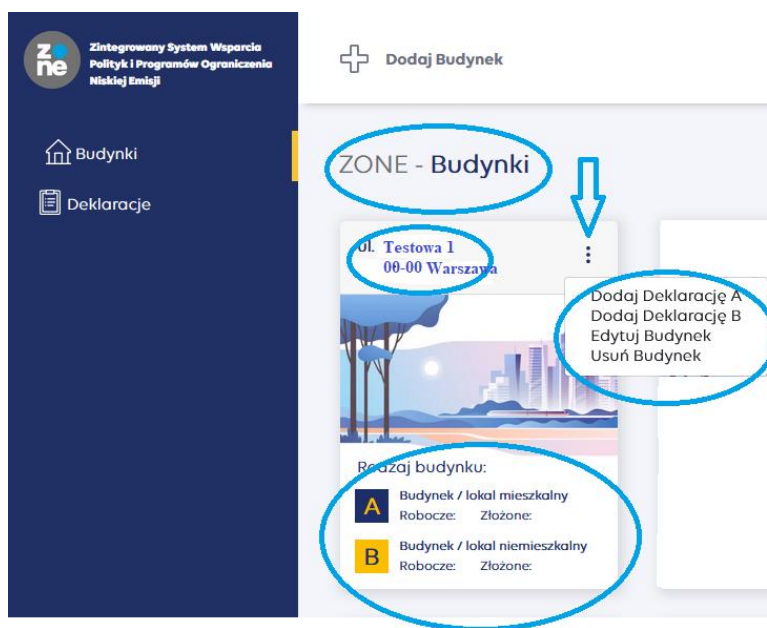 zone
Zintegrowany System Wsparcia
Polityk i Programów Ograniczenia
Niskiej Emisji
Dodaj Budynek
Budynki
Deklaracje
ZONE - Budynki
Ul. Testowa 1
00-00 Warszawa
Dodaj Deklarację A
Dodaj Deklarację B
Edytuj Budynek
Usuń Budynek
Rodzaj budynku:
A
Budynek / lokal mieszkalny
Robocze: Złożone:
B
Budynek / lokal niemieszkalny
Robocze: Złożone: